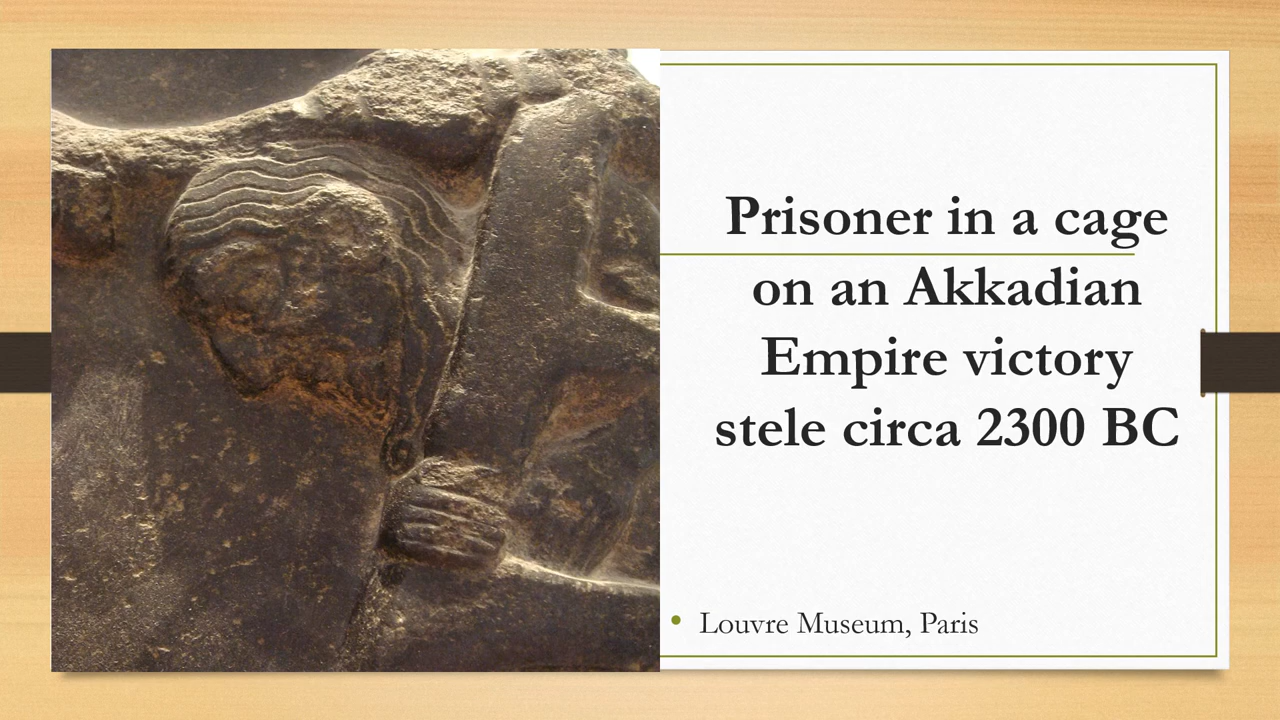 Prisoner in a cage
on an Akkadian
Empire victory
stele circa 2300 BC
• Louvre Museum, Paris